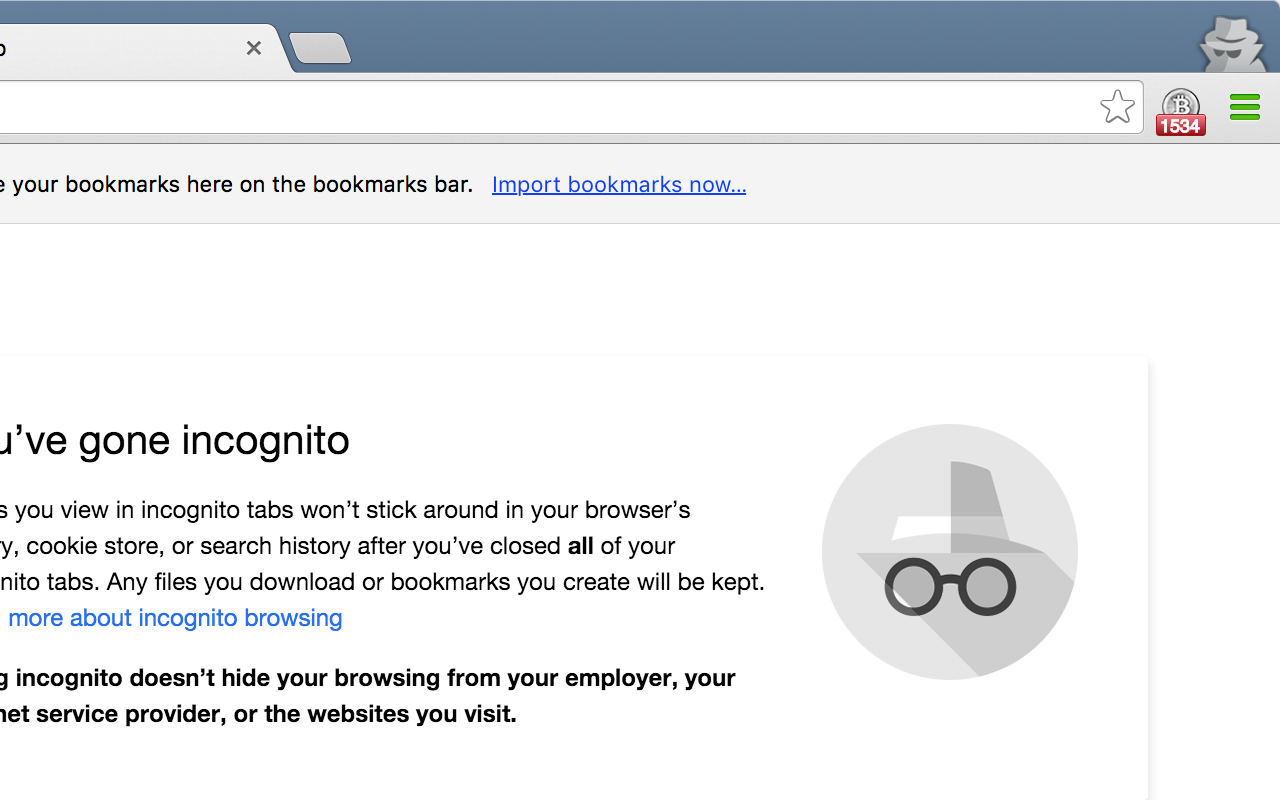 1534
e your bookmarks here on the bookmarks bar. Import bookmarks now...
u’ve gone incognito
s you view in incognito tabs won’t stick around in your browser’s
ry, cookie store, or search history after you’ve closed all of your
nito tabs. Any files you download or bookmarks you create will be kept.
more about incognito browsing
g incognito doesn’t hide your browsing from your employer, your
net service provider, or the websites you visit.